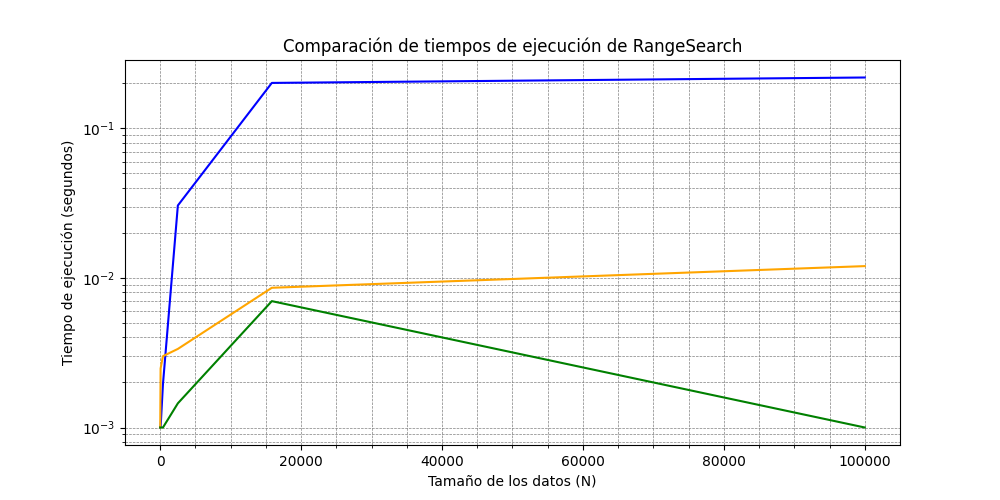 Comparación de tiempos de ejecución de RangeSearch
Tiempo de ejecución (segundos)
10⁻¹
10⁻²
10⁻³
0 20000 40000 60000 80000 100000
Tamaño de los datos (N)